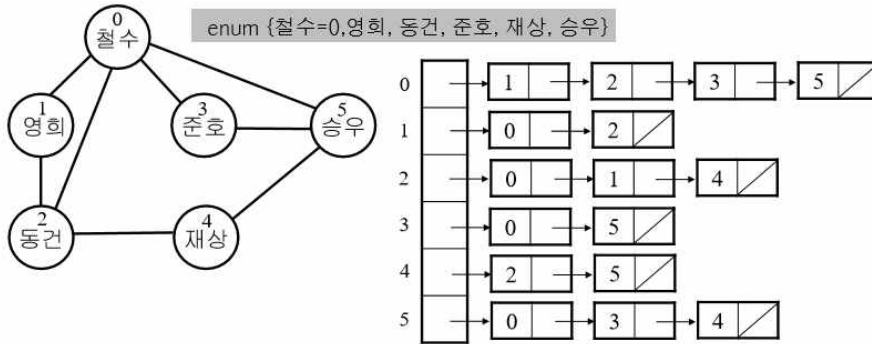 enum {철수=0,영희, 동건, 준호, 재상, 승우}
0
철수
1
영희
3
준호
5
승우
2
동건
4
재상
0 1 2 3 5
1 0 2
2 0 1 4
3 0 5
4 2 5
5 0 3 4